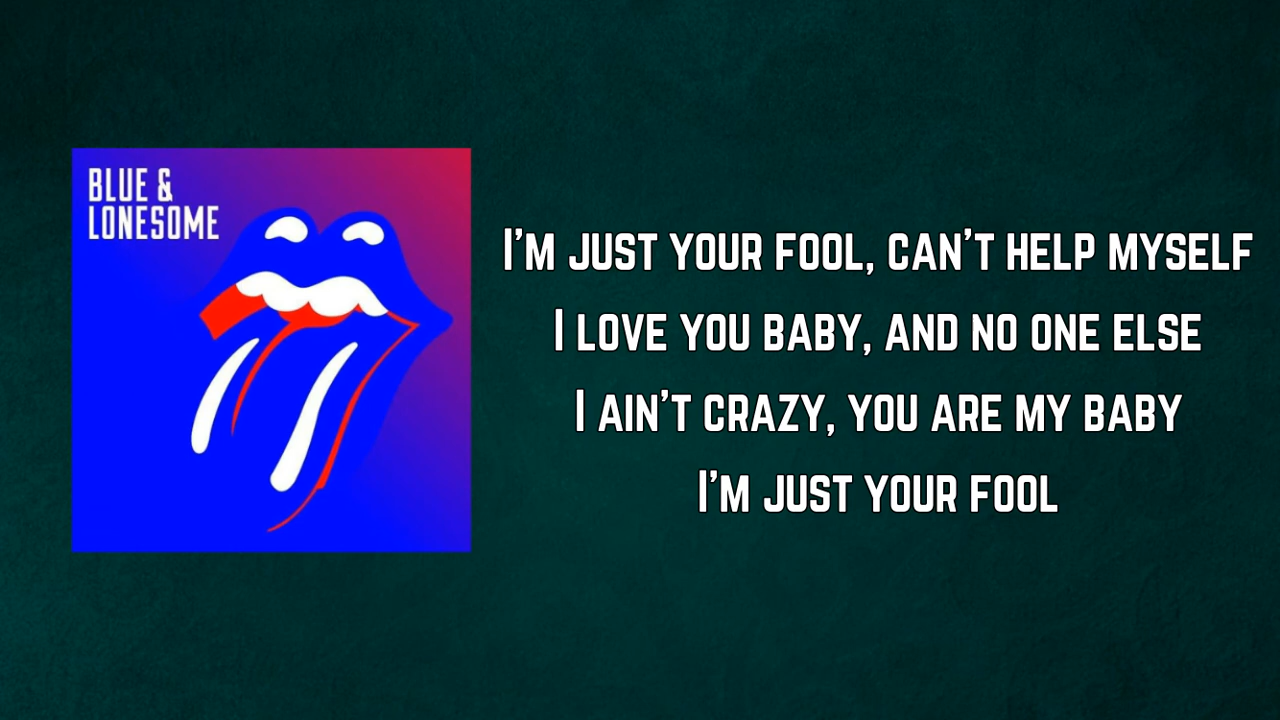 BLUE &
LONESOME
I'M JUST YOUR FOOL, CAN'T HELP MYSELF
I LOVE YOU BABY, AND NO ONE ELSE
I AIN'T CRAZY, YOU ARE MY BABY
I'M JUST YOUR FOOL